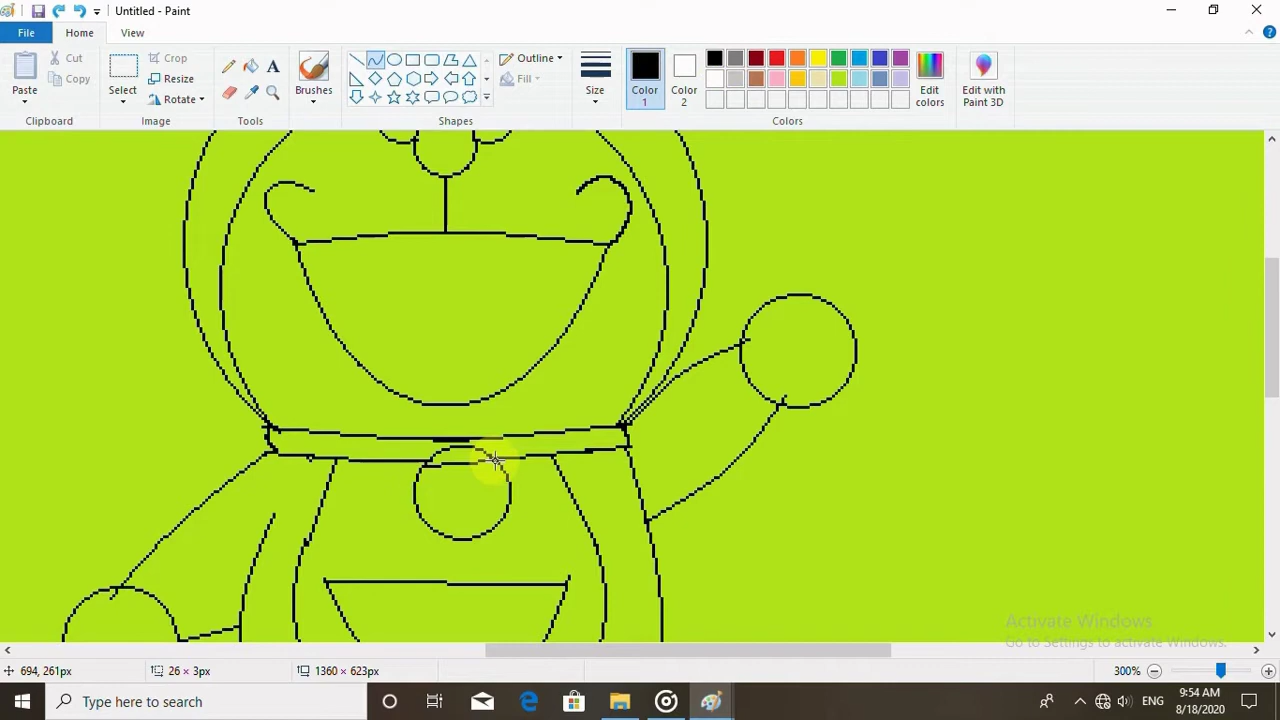 Untitled - Paint
File Home View
Paste
Cut
Copy
Clipboard
Select
Crop
Resize
Rotate
Image
A
Tools
Brushes
Outline
Fill
Shapes
Size
Color 1
Color 2
Edit colors
Edit with Paint 3D
Colors
Activate Windows
Go to Settings to activate Windows.
694, 261px
26 × 3px
1360 × 623px
300%
Type here to search
ENG
9:54 AM
8/18/2020